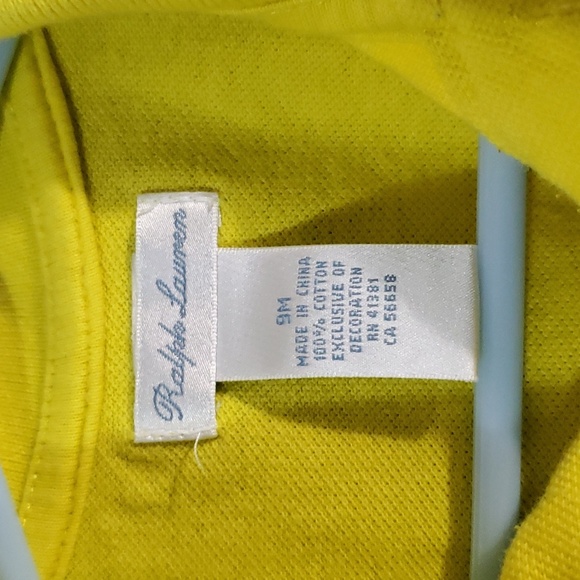 Ralph Lauren
9M
MADE IN CHINA
100% COTTON
EXCLUSIVE OF
DECORATION
RN 41381
CA 56658